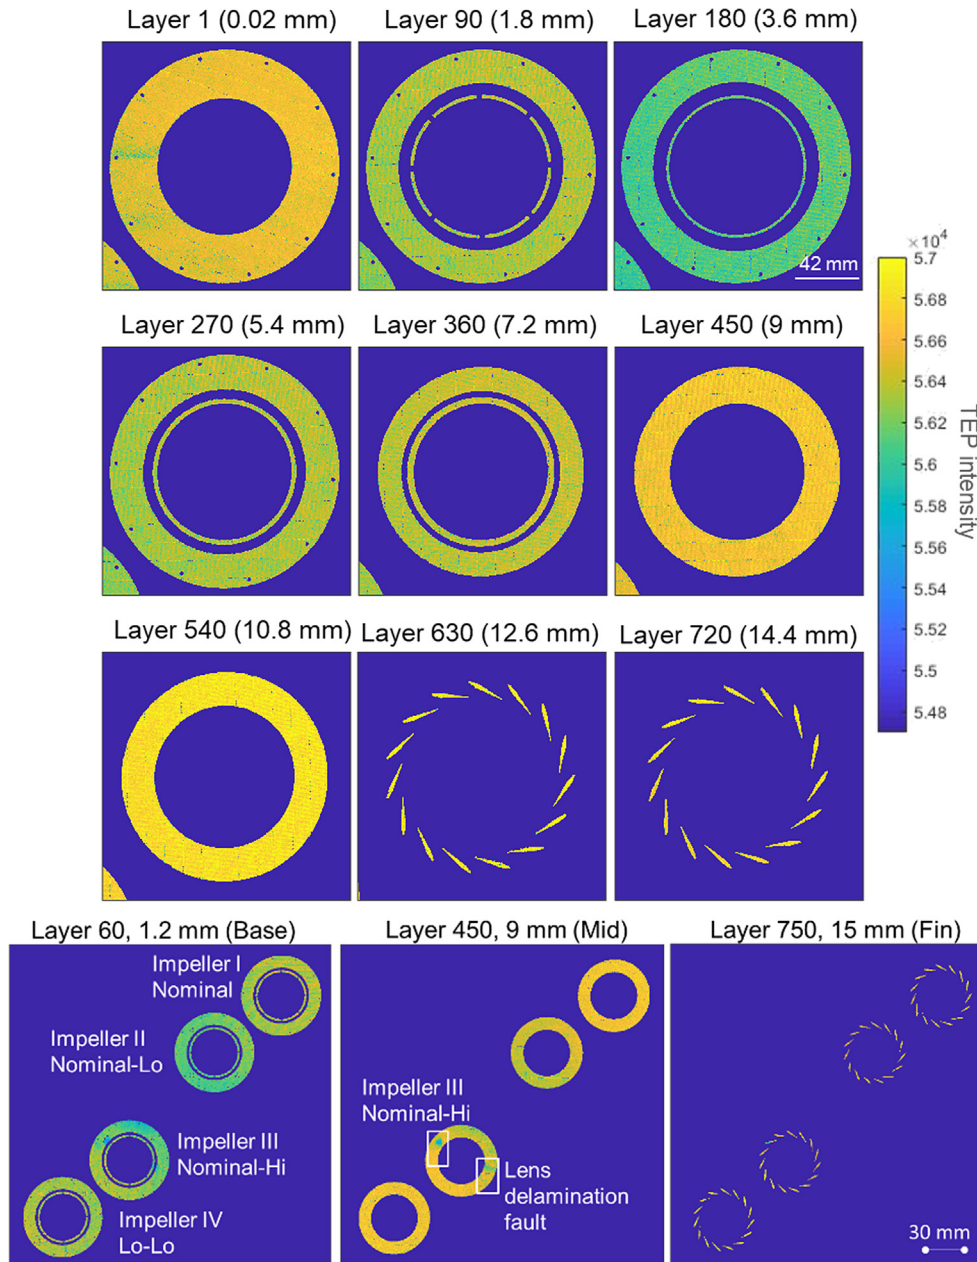 Layer 1 (0.02 mm)
Layer 90 (1.8 mm)
Layer 180 (3.6 mm)
42 mm
Layer 270 (5.4 mm)
Layer 360 (7.2 mm)
Layer 450 (9 mm)
Layer 540 (10.8 mm)
Layer 630 (12.6 mm)
Layer 720 (14.4 mm)
×10⁴
5.7
5.68
5.66
5.64
5.62
5.6
5.58
5.56
5.54
5.52
5.5
5.48
TEP intensity
Layer 60, 1.2 mm (Base)
Impeller I
Nominal
Impeller II
Nominal-Lo
Impeller III
Nominal-Hi
Impeller IV
Lo-Lo
Layer 450, 9 mm (Mid)
Impeller III
Nominal-Hi
Lens
delamination
fault
Layer 750, 15 mm (Fin)
30 mm